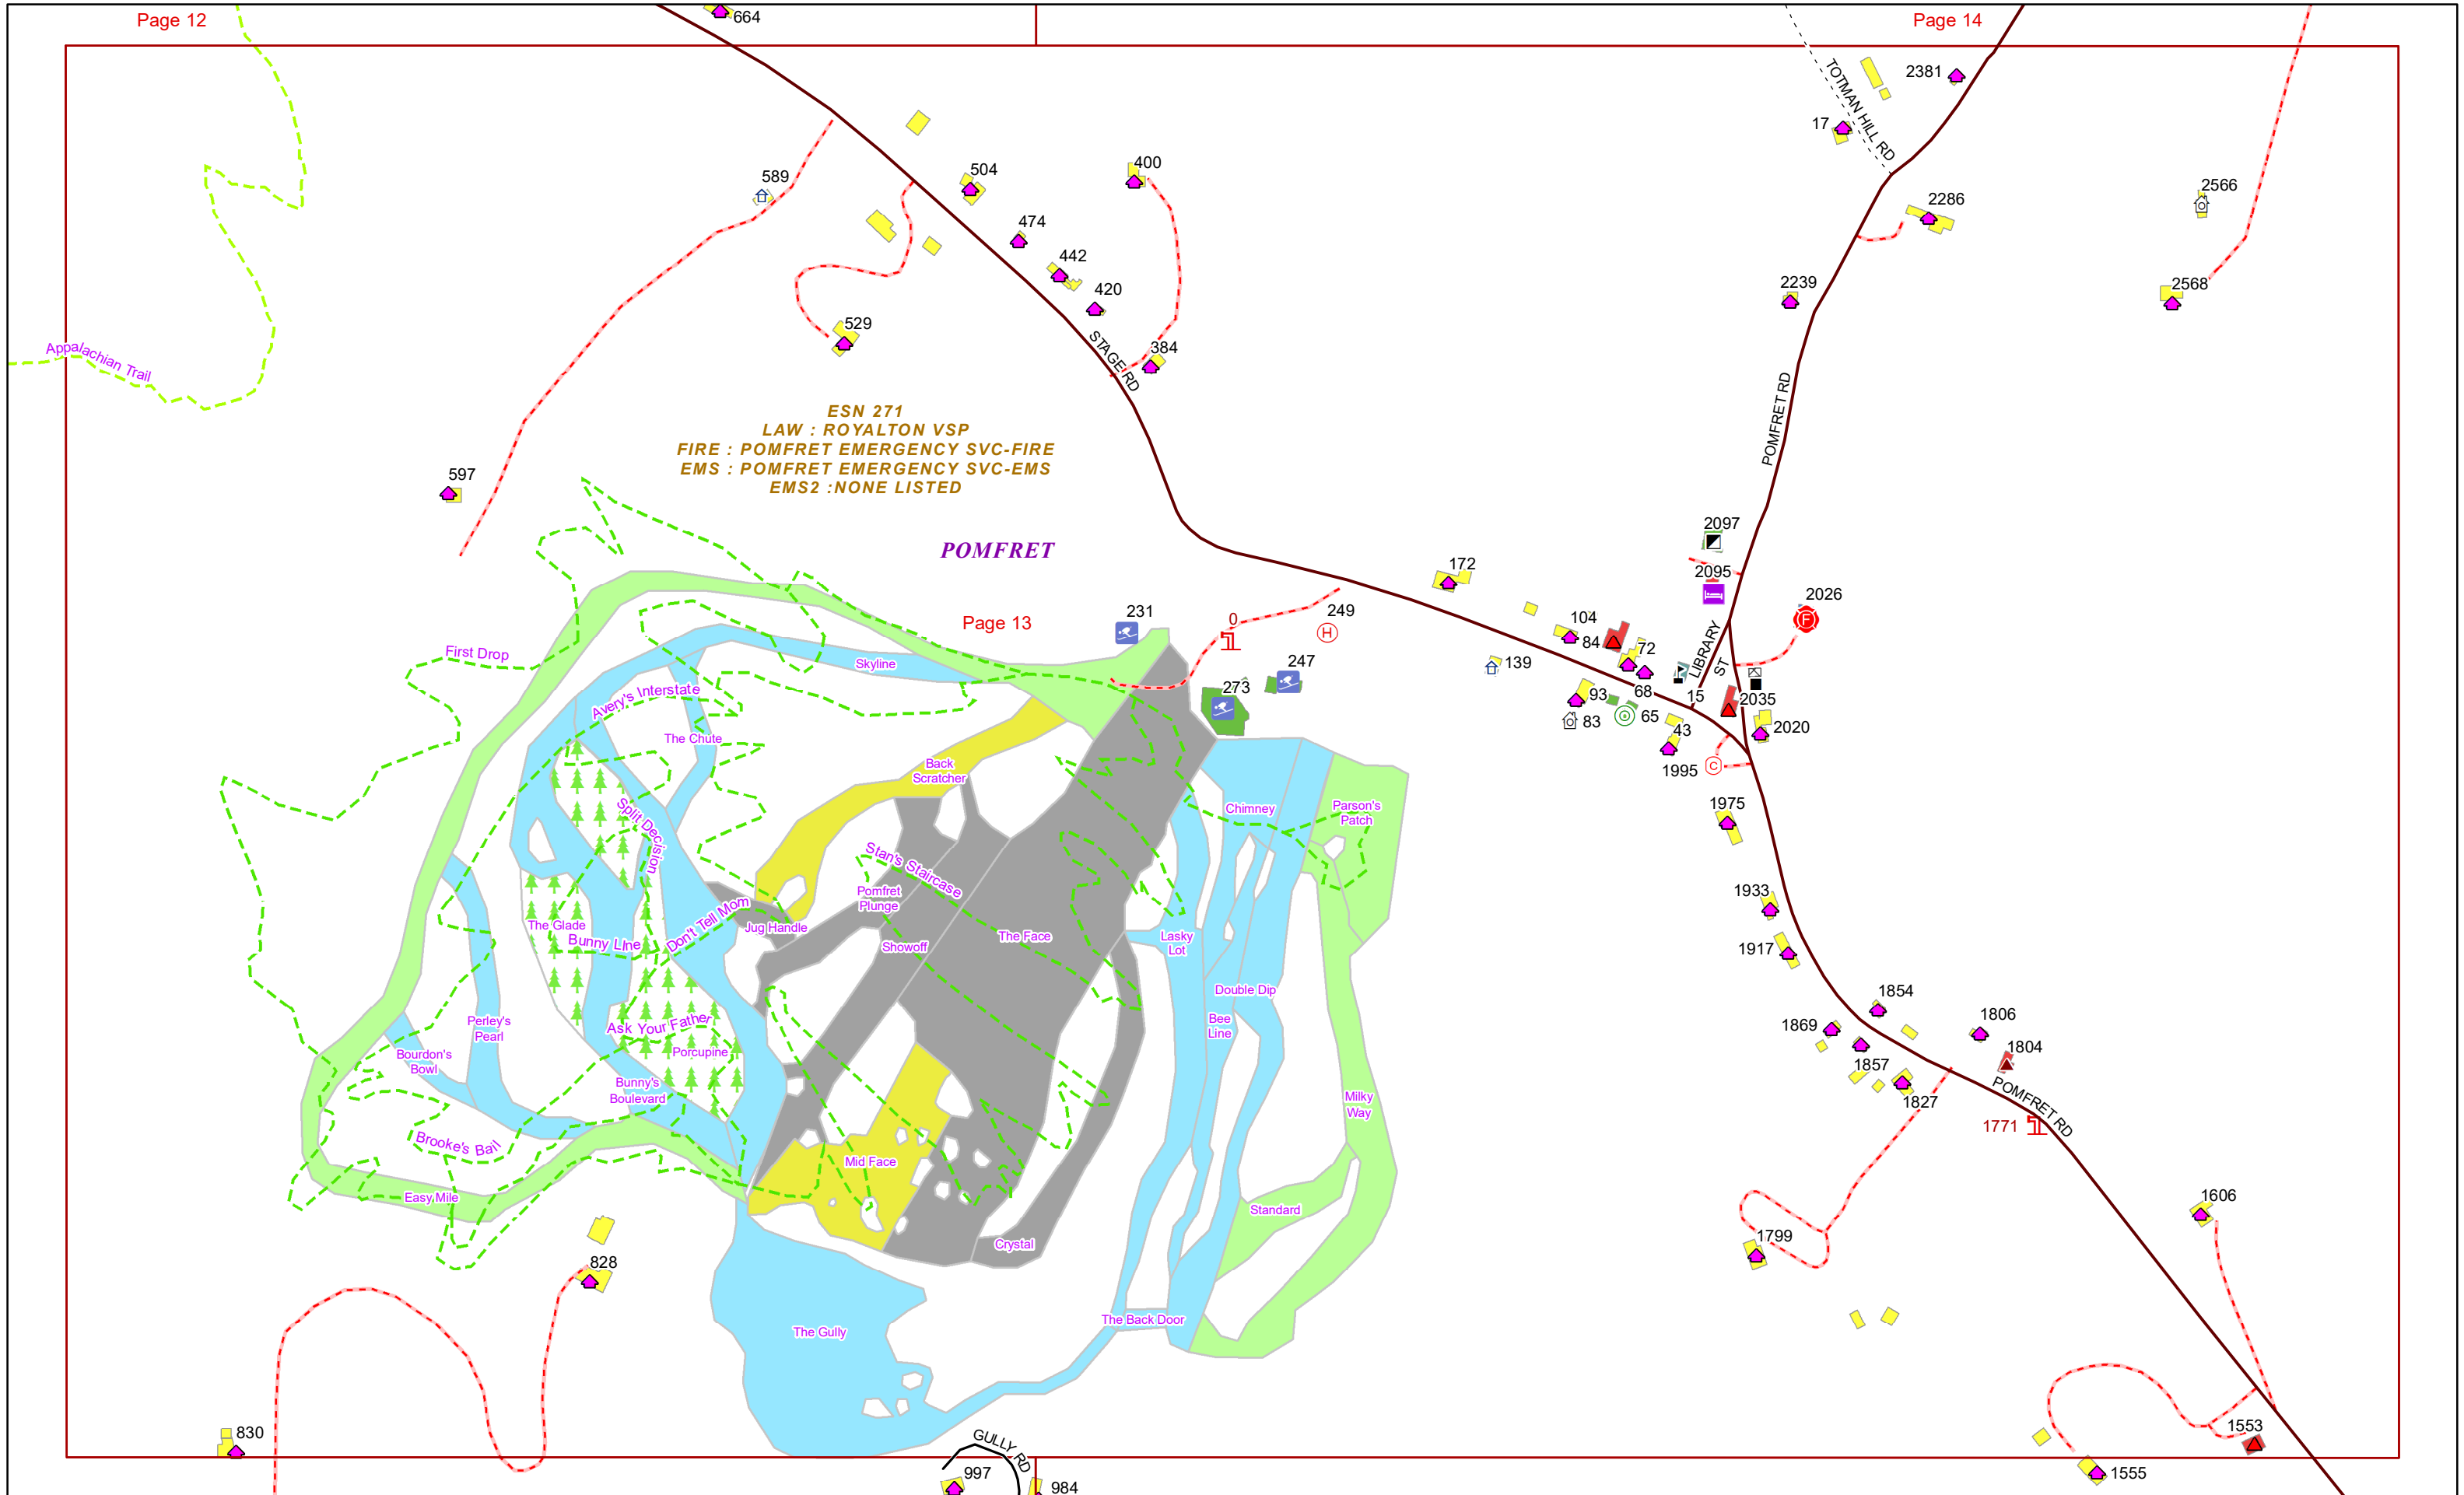 Page 12
664
Page 14
TOTMAN HILL RD
2381
17
400
504
589
2566
2286
474
442
2239
2568
420
529
STAGE RD
384
Appalachian Trail
POMFRET RD
ESN 271
LAW : ROYALTON VSP
FIRE : POMFRET EMERGENCY SVC-FIRE
EMS : POMFRET EMERGENCY SVC-EMS
EMS2 :NONE LISTED
597
2097
POMFRET
172
2095
2026
F
231
0
249
H
Page 13
104
84
72
LIBRARY ST
First Drop
Skyline
247
139
273
93
68
15
2035
Avery's Interstate
83
65
43
2020
The Chute
1995
C
Back
Scratcher
Split Decision
Chimney
Parson's
Patch
1975
Stan's Staircase
Pomfret
Plunge
1933
The Glade
Bunny LIne
Don't Tell Mom
Jug Handle
Showoff
The Face
Lasky
Lot
1917
Double Dip
1854
Perley's
Pearl
Ask Your Father
Bee
Line
1869
1806
Bourdon's
Bowl
Porcupine
1857
1804
Bunny's
Boulevard
Milky
Way
1827
POMFRET RD
1771
Brooke's Bail
Mid Face
Easy Mile
Standard
1606
Crystal
1799
828
The Back Door
The Gully
830
GULLY RD
1553
997
984
1555